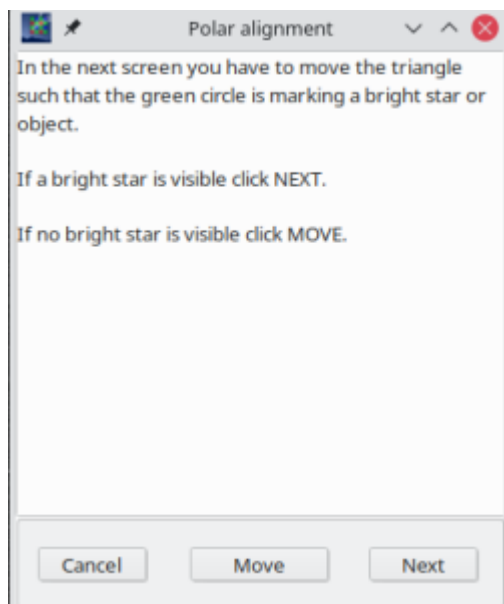 Polar alignment
In the next screen you have to move the triangle
such that the green circle is marking a bright star or
object.
If a bright star is visible click NEXT.
If no bright star is visible click MOVE.
Cancel
Move
Next